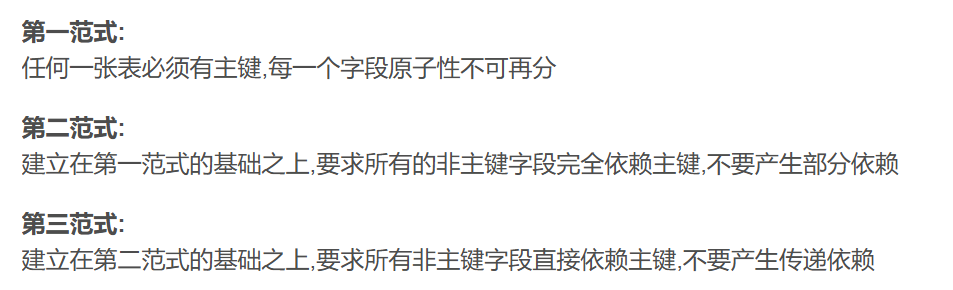 第一范式:
任何一张表必须有主键,每一个字段原子性不可再分
第二范式:
建立在第一范式的基础之上,要求所有的非主键字段完全依赖主键,不要产生部分依赖
第三范式:
建立在第二范式的基础之上,要求所有非主键字段直接依赖主键,不要产生传递依赖